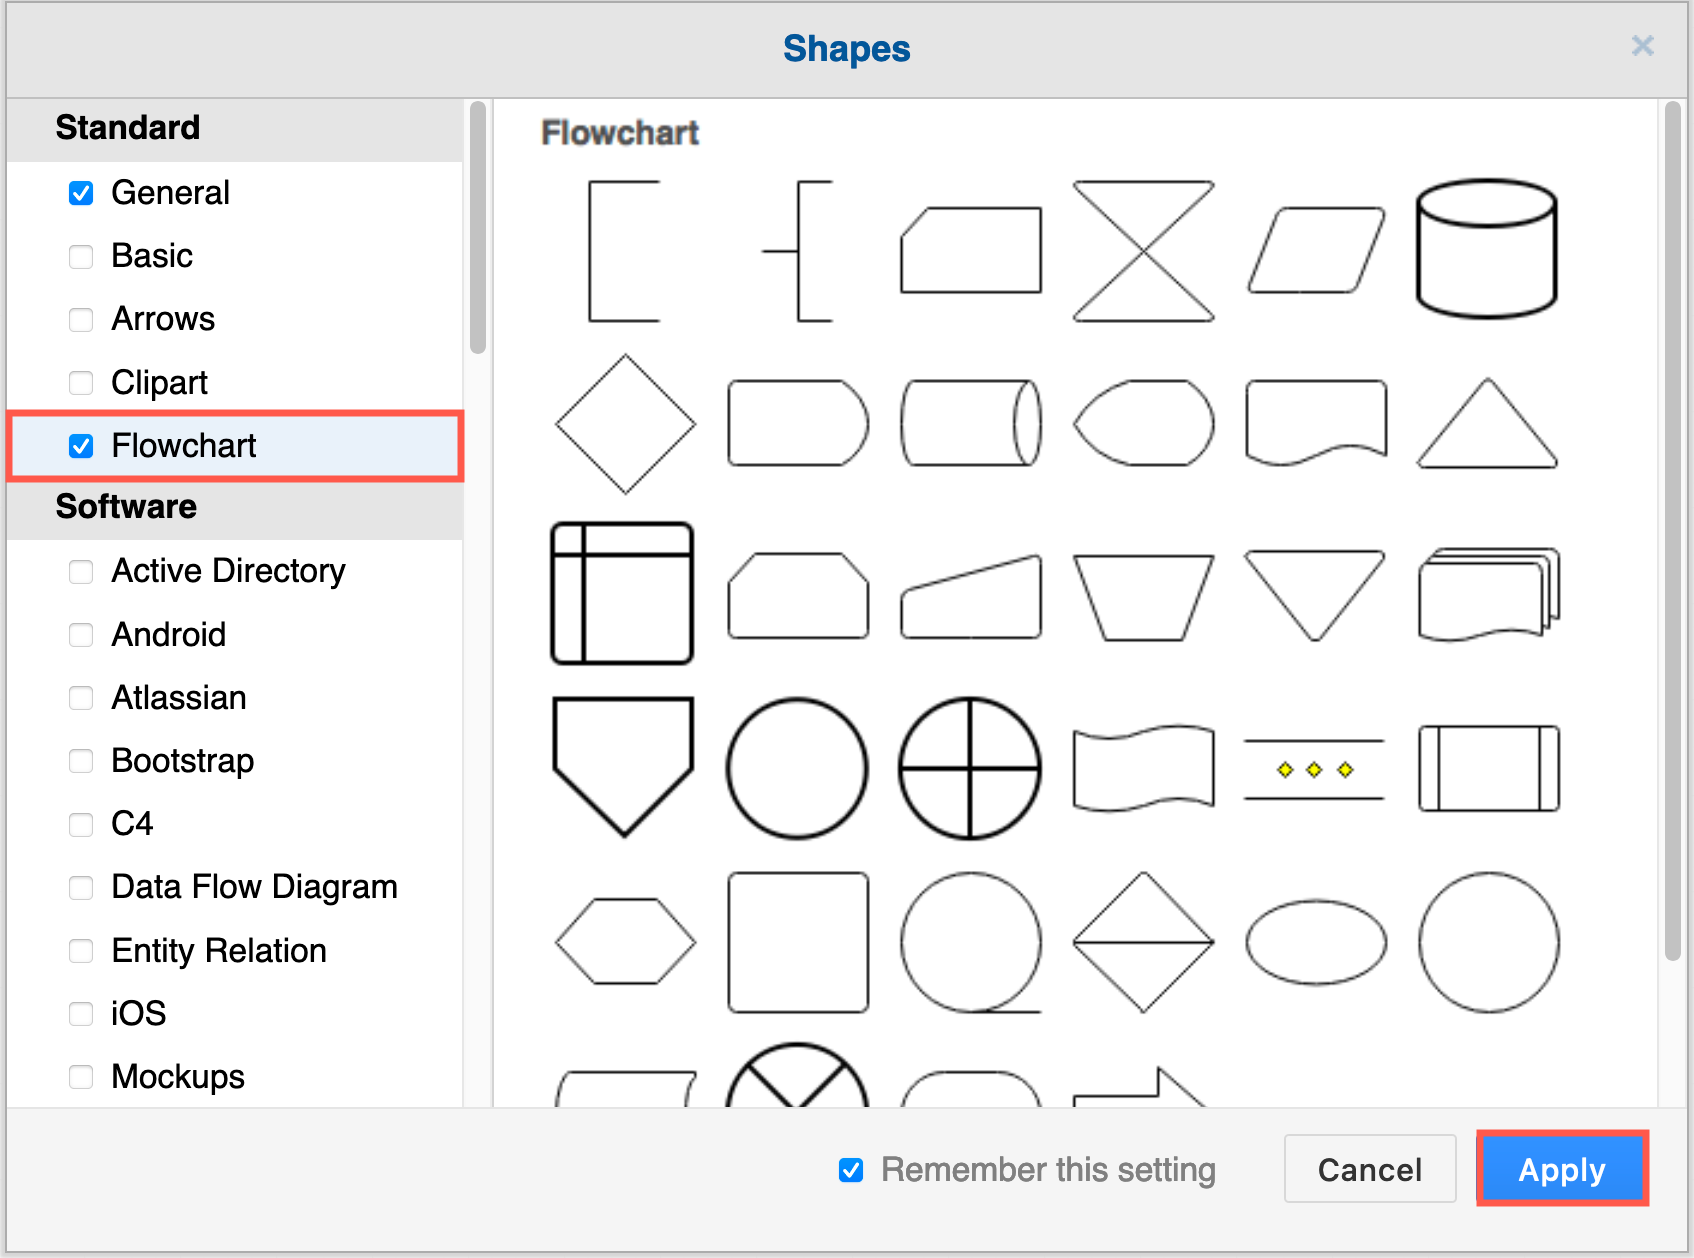 Shapes
Standard
General
Basic
Arrows
Clipart
Flowchart
Software
Active Directory
Android
Atlassian
Bootstrap
C4
Data Flow Diagram
Entity Relation
iOS
Mockups
Flowchart
Remember this setting
Cancel
Apply